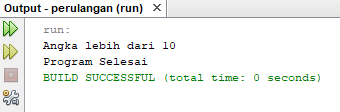 Output - perulangan (run)
run:
Angka lebih dari 10
Program Selesai
BUILD SUCCESSFUL (total time: 0 seconds)